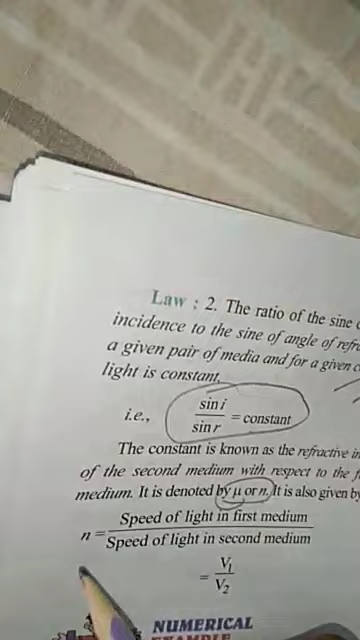 Law : 2. The ratio of the sine
incidence to the sine of angle of
a given pair of media and for a given
light is constant.
i.e., sin i / sin r = constant
The constant is known as the refractive
of the second medium with respect to the
medium. It is denoted by μ or n. It is also given by
n = Speed of light in first medium / Speed of light in second medium
= V₁ / V₂
NUMERICAL
EXAMPLE